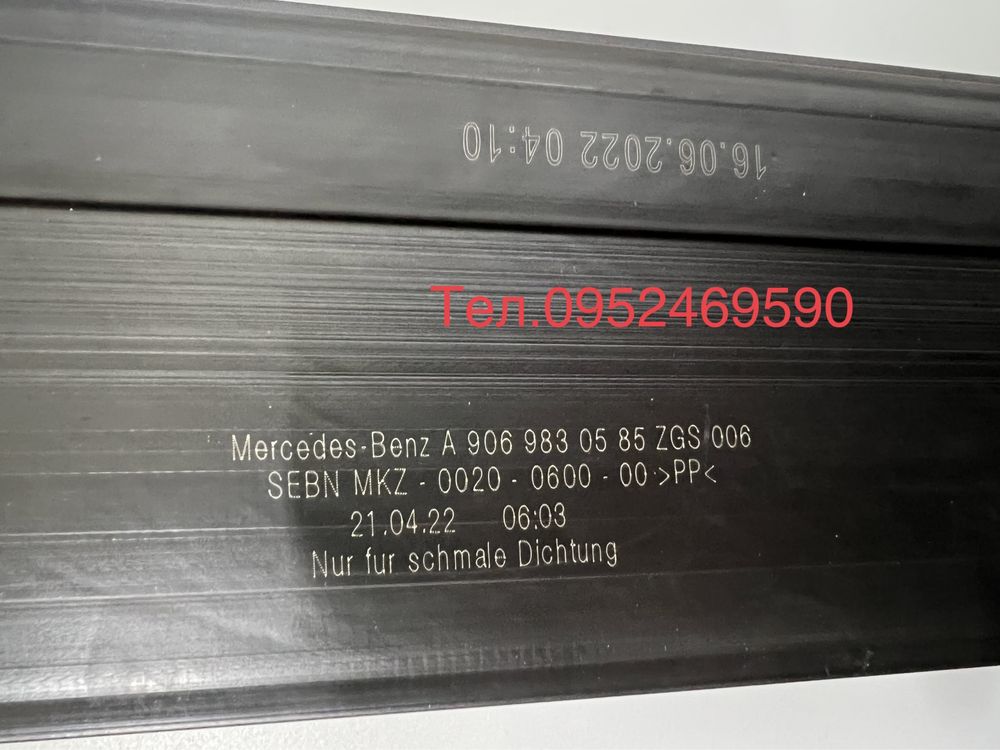 16.06.2022 04:10
Тел.0952469590
Mercedes-Benz A 906 983 05 85 ZGS 006
SEBN MKZ - 0020 - 0600 - 00 >PP<
21.04.22 06:03
Nur fur schmale Dichtung